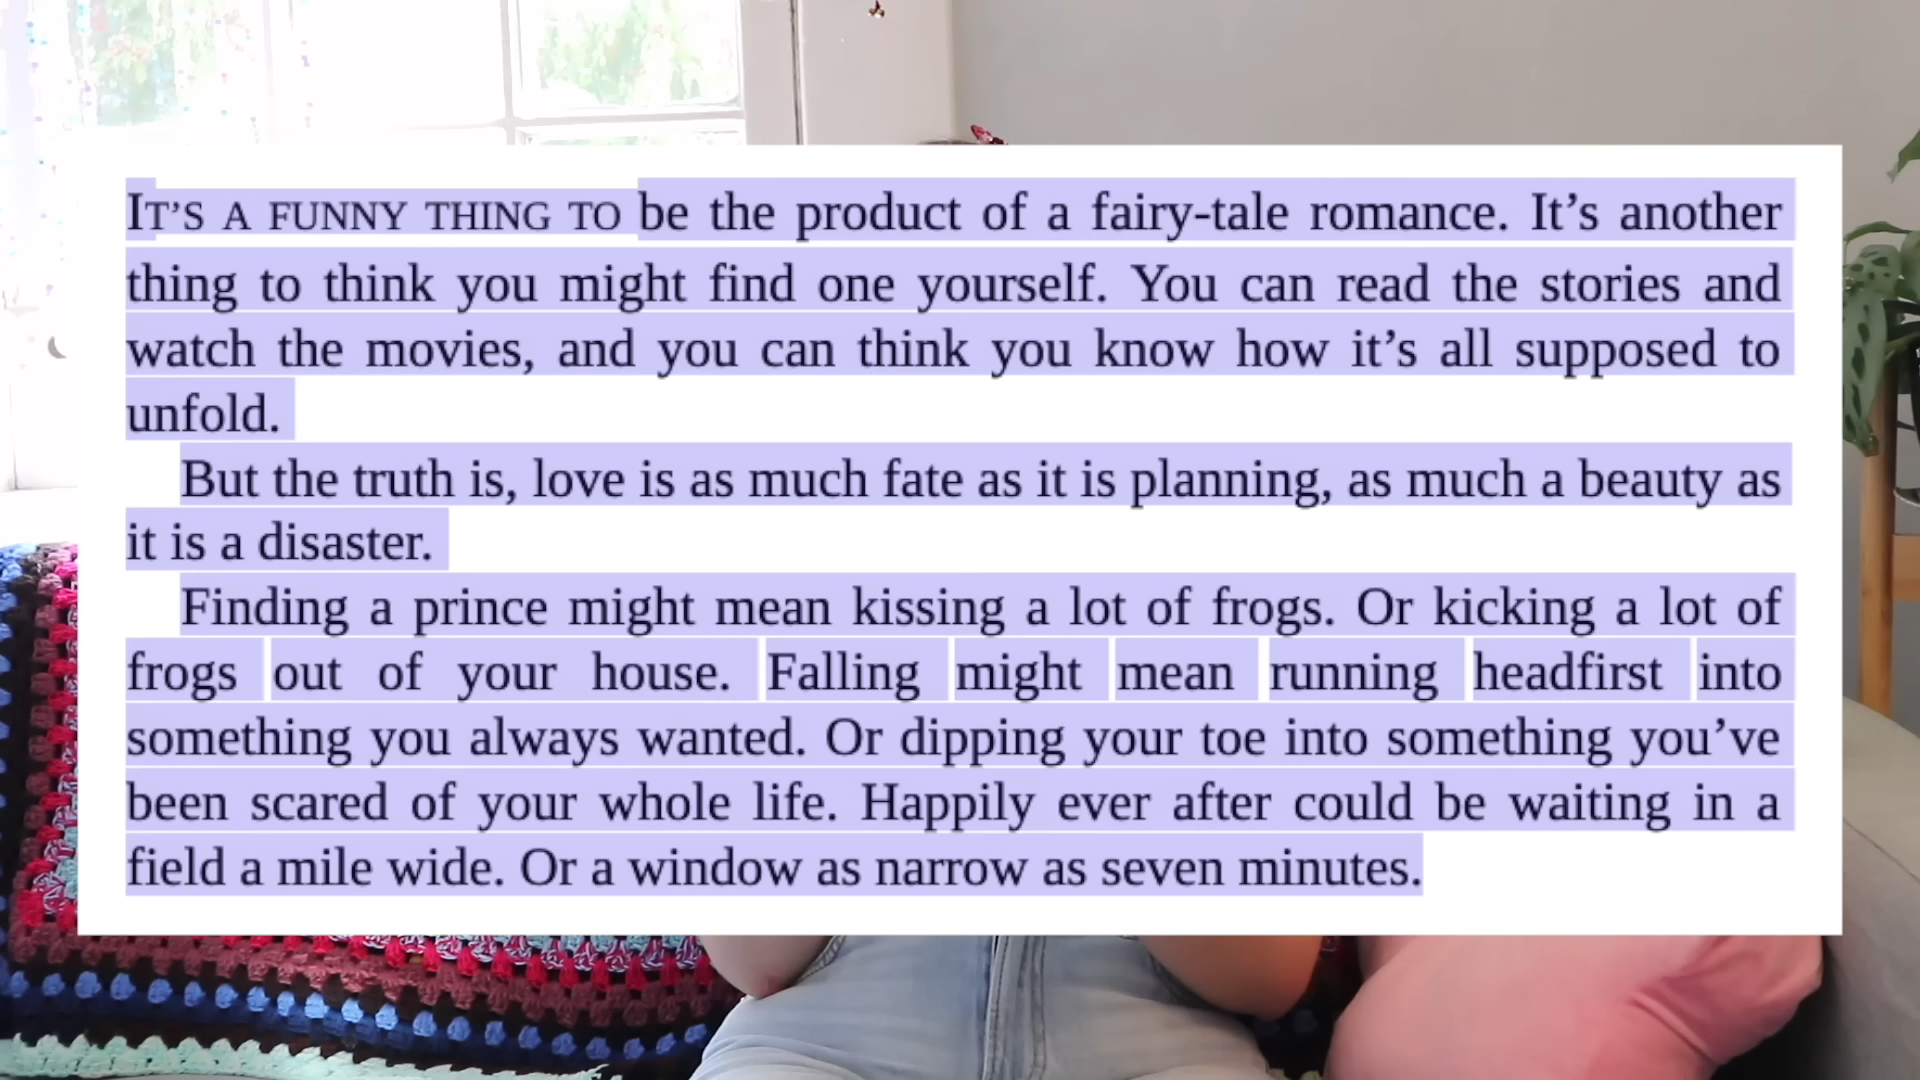 IT’S A FUNNY THING TO be the product of a fairy-tale romance. It’s another
thing to think you might find one yourself. You can read the stories and
watch the movies, and you can think you know how it’s all supposed to
unfold.
But the truth is, love is as much fate as it is planning, as much a beauty as
it is a disaster.
Finding a prince might mean kissing a lot of frogs. Or kicking a lot of
frogs out of your house. Falling might mean running headfirst into
something you always wanted. Or dipping your toe into something you’ve
been scared of your whole life. Happily ever after could be waiting in a
field a mile wide. Or a window as narrow as seven minutes.